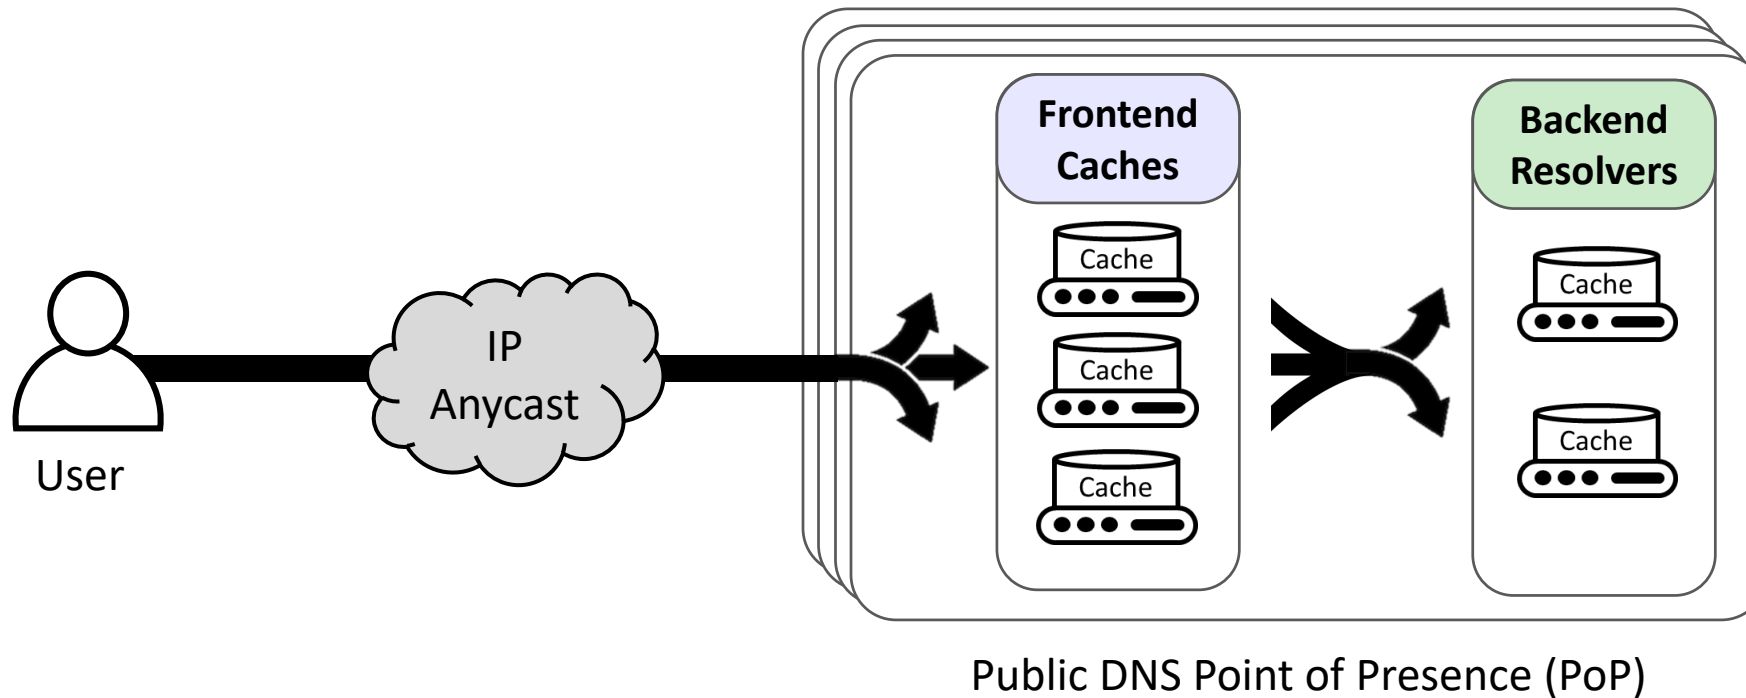 User
IP
Anycast
Frontend
Caches
Cache
Cache
Cache
Backend
Resolvers
Cache
Cache
Public DNS Point of Presence (PoP)